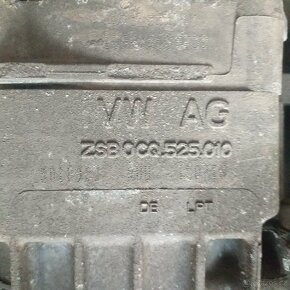 VW AG
ZSB 0CQ.525.010
DE LPT